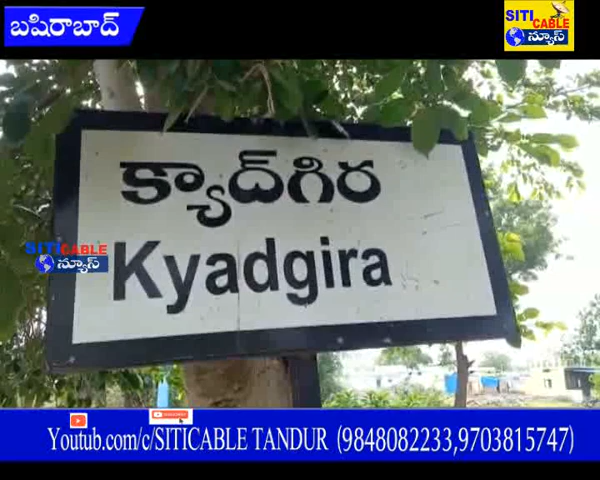 బషీరాబాద్
SITI CABLE
న్యూస్
క్యాద్‌గిర
Kyadgira
SITI CABLE
న్యూస్
Youtub.com/c/SITICABLE TANDUR (9848082233,9703815747)